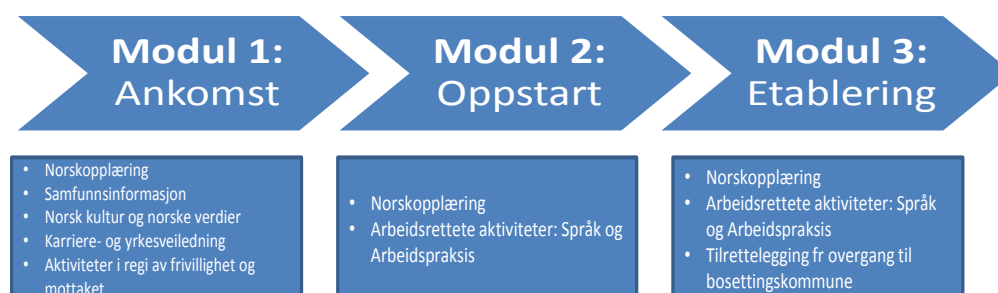 Modul 1:
Ankomst
Modul 2:
Oppstart
Modul 3:
Etablering
• Norskopplæring
• Samfunnsinformasjon
• Norsk kultur og norske verdier
• Karriere- og yrkesveiledning
• Aktiviteter i regi av frivillighet og
mottaket
• Norskopplæring
• Arbeidsrettete aktiviteter: Språk og
Arbeidspraksis
• Norskopplæring
• Arbeidsrettete aktiviteter: Språk
og Arbeidspraksis
• Tilrettelegging fr overgang til
bosettingskommune